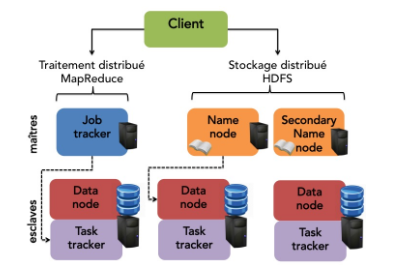 Client
Traitement distribué
MapReduce
Stockage distribué
HDFS
maîtres
Job
tracker
Name
node
Secondary
Name
node
esclaves
Data
node
Task
tracker
Data
node
Task
tracker
Data
node
Task
tracker